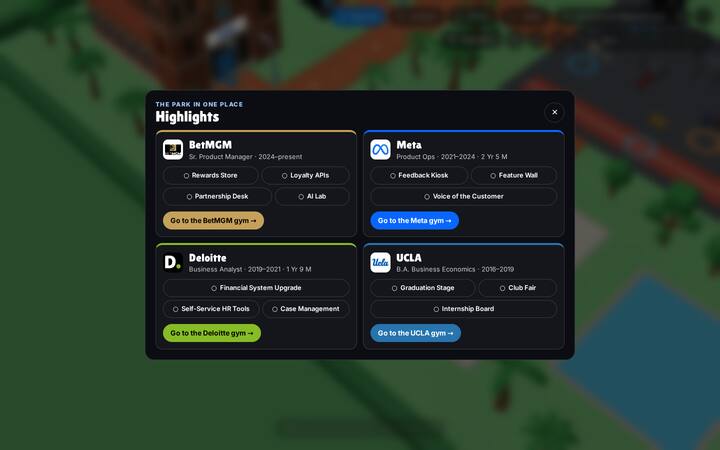 THE PARK IN ONE PLACE
Highlights
✕
BetMGM
Sr. Product Manager · 2024–present
Rewards Store
Loyalty APIs
Partnership Desk
AI Lab
Go to the BetMGM gym →
Meta
Product Ops · 2021–2024 · 2 Yr 5 M
Feedback Kiosk
Feature Wall
Voice of the Customer
Go to the Meta gym →
D.
Deloitte
Business Analyst · 2019–2021 · 1 Yr 9 M
Financial System Upgrade
Self-Service HR Tools
Case Management
Go to the Deloitte gym →
Ucla
UCLA
B.A. Business Economics · 2016–2019
Graduation Stage
Club Fair
Internship Board
Go to the UCLA gym →